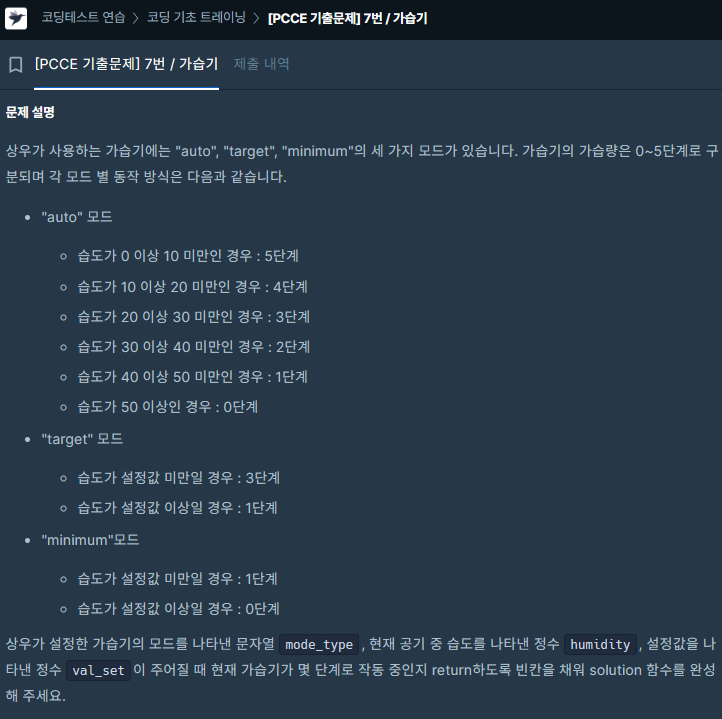 코딩테스트 연습 > 코딩 기초 트레이닝 > [PCCE 기출문제] 7번 / 가습기
[PCCE 기출문제] 7번 / 가습기 제출 내역
문제 설명
상우가 사용하는 가습기에는 "auto", "target", "minimum"의 세 가지 모드가 있습니다. 가습기의 가습량은 0~5단계로 구
분되며 각 모드 별 동작 방식은 다음과 같습니다.
• "auto" 모드
◦ 습도가 0 이상 10 미만인 경우 : 5단계
◦ 습도가 10 이상 20 미만인 경우 : 4단계
◦ 습도가 20 이상 30 미만인 경우 : 3단계
◦ 습도가 30 이상 40 미만인 경우 : 2단계
◦ 습도가 40 이상 50 미만인 경우 : 1단계
◦ 습도가 50 이상인 경우 : 0단계
• "target" 모드
◦ 습도가 설정값 미만일 경우 : 3단계
◦ 습도가 설정값 이상일 경우 : 1단계
• "minimum"모드
◦ 습도가 설정값 미만일 경우 : 1단계
◦ 습도가 설정값 이상일 경우 : 0단계
상우가 설정한 가습기의 모드를 나타낸 문자열 mode_type, 현재 공기 중 습도를 나타낸 정수 humidity, 설정값을 나
타낸 정수 val_set 이 주어질 때 현재 가습기가 몇 단계로 작동 중인지 return하도록 빈칸을 채워 solution 함수를 완성
해 주세요.